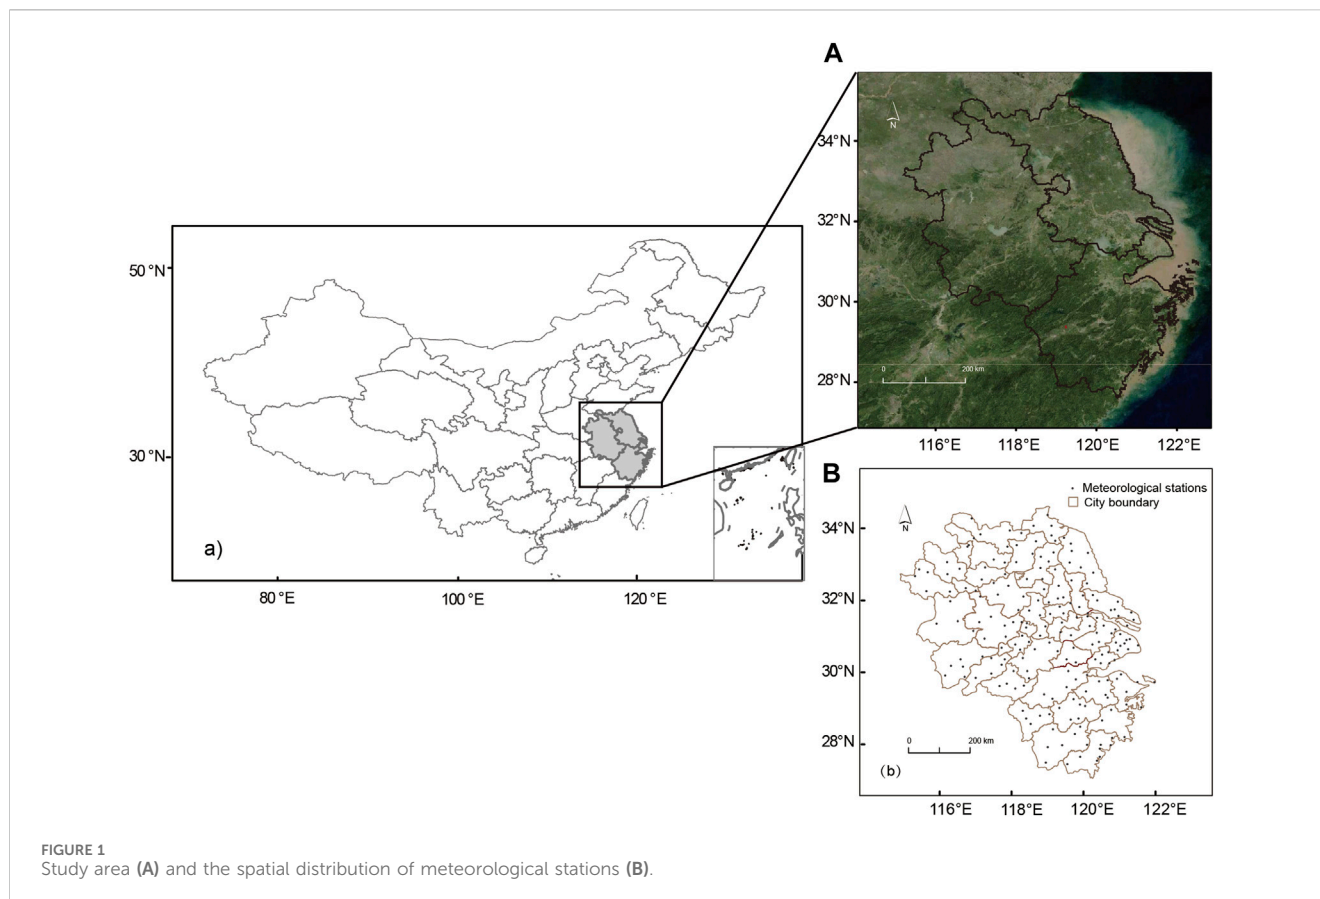 A
N
34°N
32°N
30°N
28°N
0 200 km
116°E 118°E 120°E 122°E
50 °N
30 °N
a)
80 °E 100 °E 120 °E
B
Meteorological stations
City boundary
N
34°N
32°N
30°N
28°N
0 200 km
(b)
116°E 118°E 120°E 122°E
FIGURE 1
Study area (A) and the spatial distribution of meteorological stations (B).